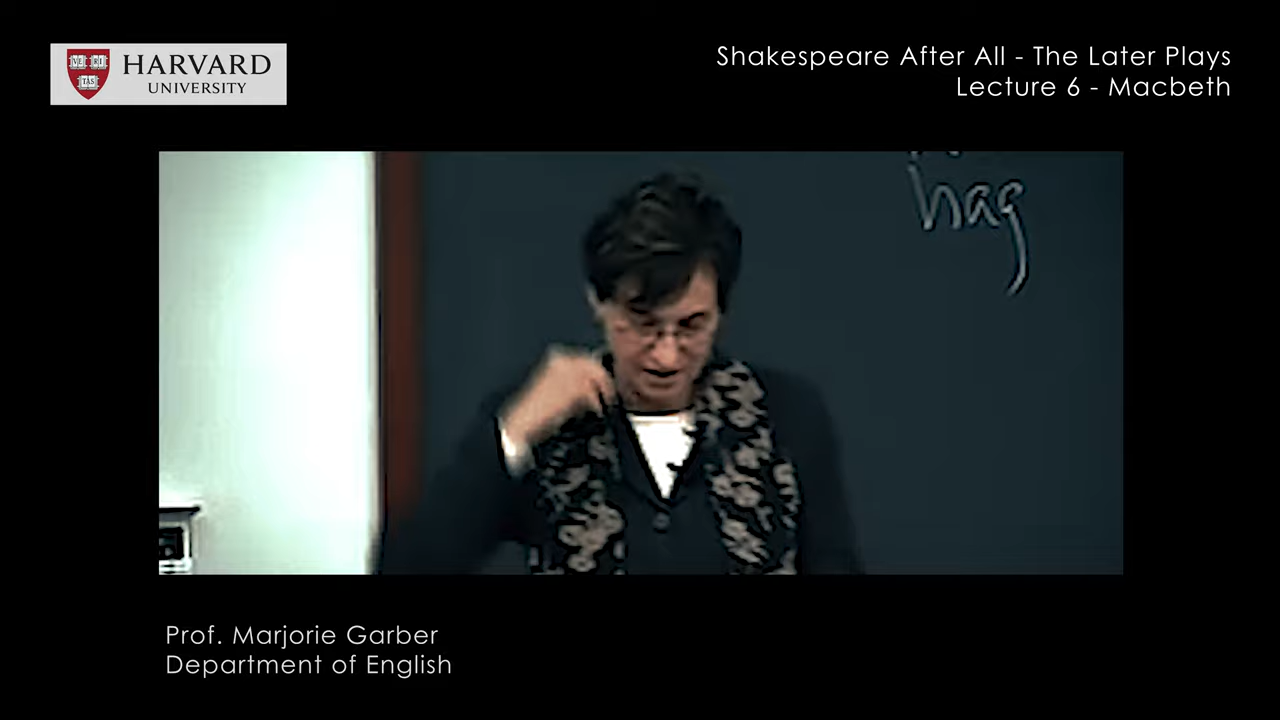 HARVARD
UNIVERSITY
Shakespeare After All - The Later Plays
Lecture 6 - Macbeth
hag
Prof. Marjorie Garber
Department of English